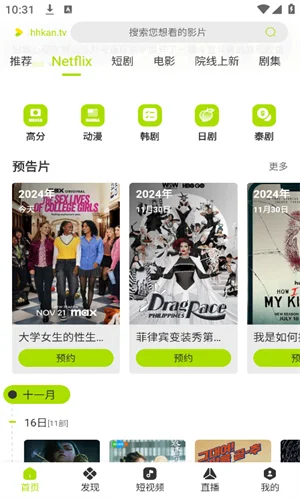 10:31
hhkan.tv
搜索您想看的影片
推荐 Netflix 短剧 电影 院线上新 剧集
高分 动漫 韩剧 日剧 泰剧
预告片 更多
2024年
今天
MAX ORIGINAL
THE SEX LIVES OF COLLEGE GIRLS
NOV 21 max
大学女生的性生...
预约
2024年
11月30日
WOW HBO GO
Drag Race
PHILIPPINES
菲律宾变装秀第...
预约
2024年
11月30日
HOW I
MY K
我是如何
预约
十一月
16日[11部]
首页 发现 短视频 直播 我的